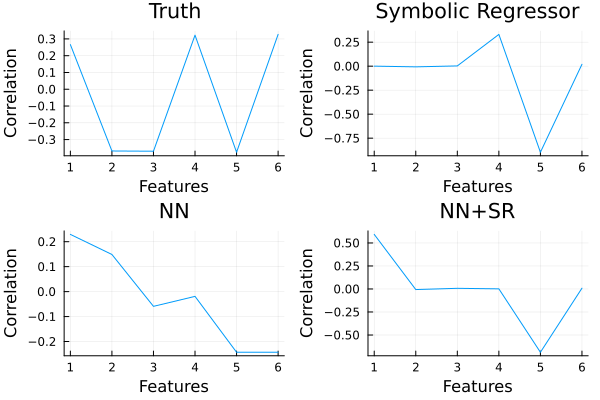 Truth
Correlation
0.3
0.2
0.1
0.0
-0.1
-0.2
-0.3
1 2 3 4 5 6
Features
Symbolic Regressor
Correlation
0.25
0.00
-0.25
-0.50
-0.75
1 2 3 4 5 6
Features
NN
Correlation
0.2
0.1
0.0
-0.1
-0.2
1 2 3 4 5 6
Features
NN+SR
Correlation
0.50
0.25
0.00
-0.25
-0.50
1 2 3 4 5 6
Features